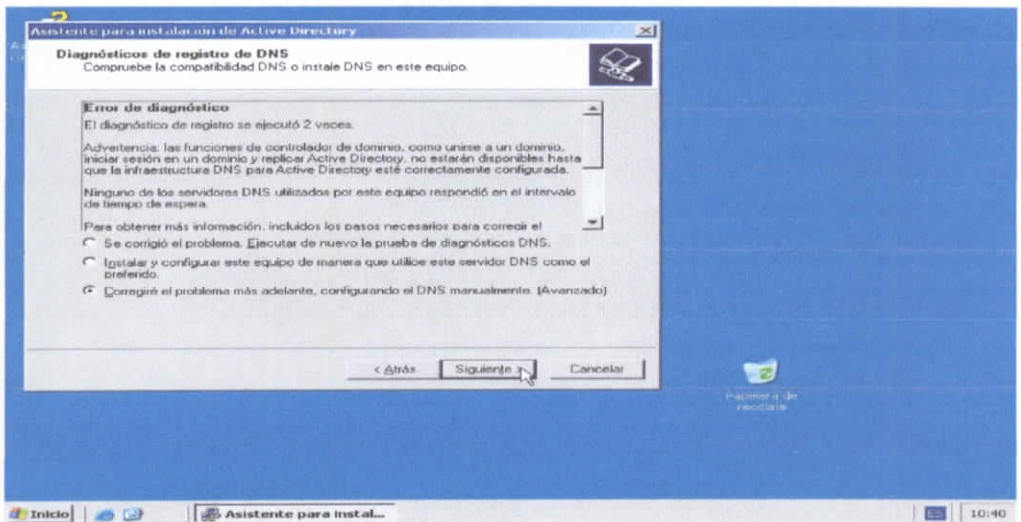 Asistente para instalación de Active Directory
Diagnósticos de registro de DNS
Compruebe la compatibilidad DNS o instale DNS en este equipo.
Error de diagnóstico
El diagnóstico de registro se ejecutó 2 veces.
Advertencia: las funciones de controlador de dominio, como unirse a un dominio,
iniciar sesión en un dominio y replicar Active Directory, no estarán disponibles hasta
que la infraestructura DNS para Active Directory esté correctamente configurada.
Ninguno de los servidores DNS utilizados por este equipo respondió en el intervalo
de tiempo de espera.
Para obtener más información, incluidos los pasos necesarios para corregir el
Se corrigió el problema. Ejecutar de nuevo la prueba de diagnósticos DNS.
Instalar y configurar este equipo de manera que utilice este servidor DNS como el
preferido.
Corregiré el problema más adelante, configurando el DNS manualmente. (Avanzado)
< Atrás
Siguiente >
Cancelar
Papelera de
reciclaje
Inicio
Asistente para instal...
ES
10:40